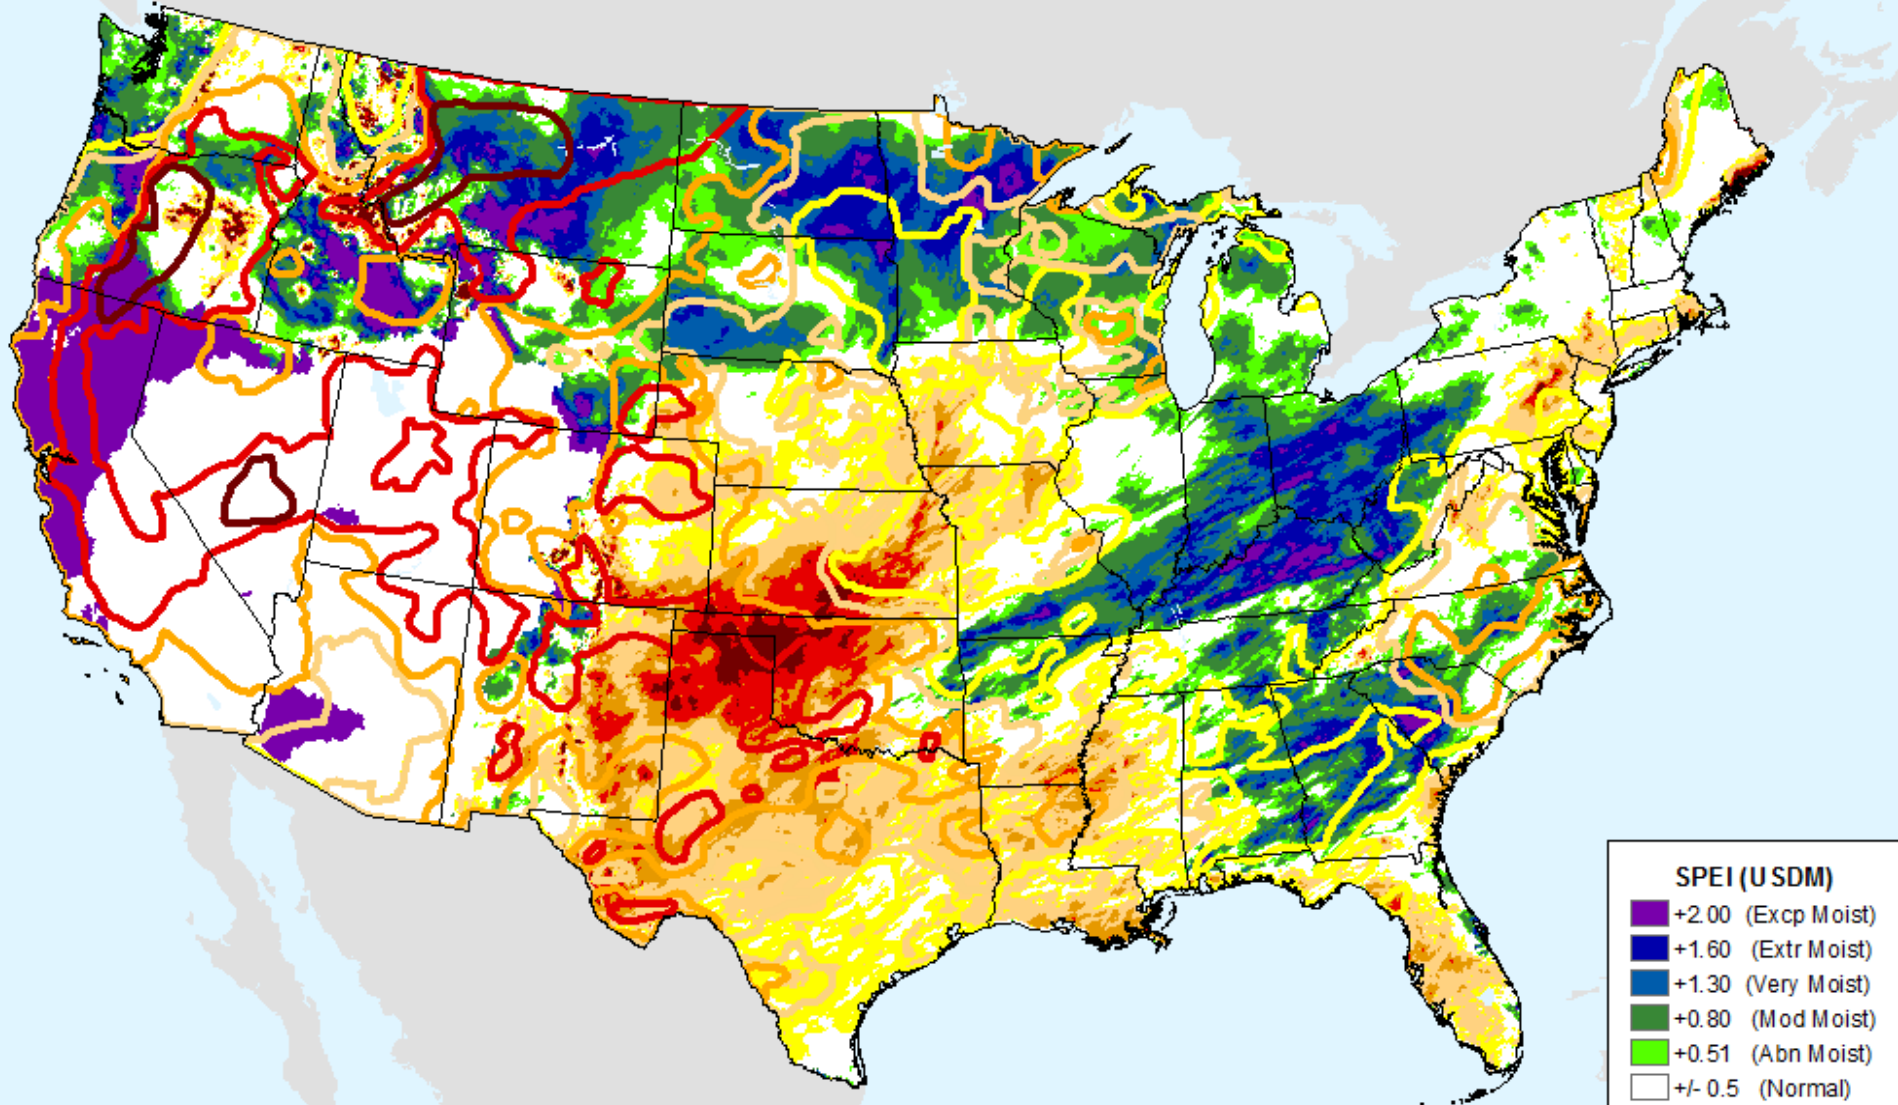 SPEI (USDM)
+2.00 (Excp Moist)
+1.60 (Extr Moist)
+1.30 (Very Moist)
+0.80 (Mod Moist)
+0.51 (Abn Moist)
+/- 0.5 (Normal)